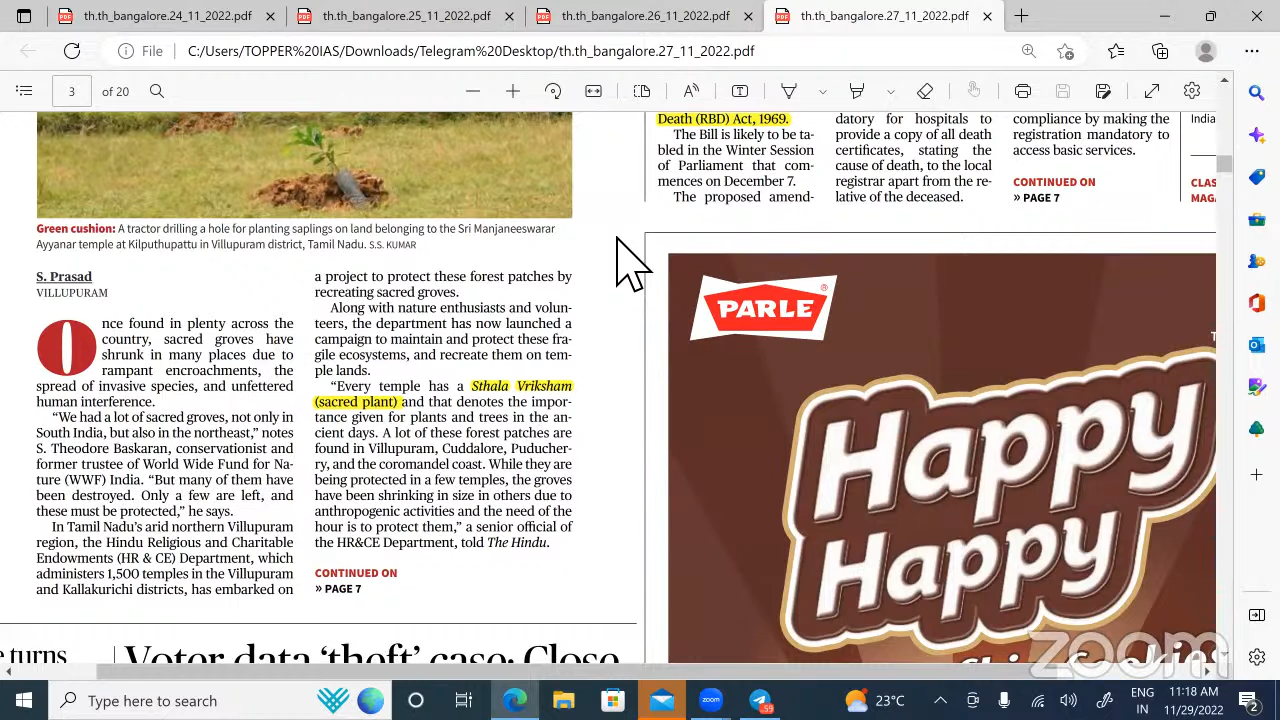 th.th_bangalore.24_11_2022.pdf
th.th_bangalore.25_11_2022.pdf
th.th_bangalore.26_11_2022.pdf
th.th_bangalore.27_11_2022.pdf
File
C:/Users/TOPPER%20IAS/Downloads/Telegram%20Desktop/th.th_bangalore.27_11_2022.pdf
3
of 20
Green cushion: A tractor drilling a hole for planting saplings on land belonging to the Sri Manjaneeswarar
Ayyanar temple at Kilputhupattu in Villupuram district, Tamil Nadu. S.S. KUMAR
S. Prasad
VILLUPURAM
Once found in plenty across the
country, sacred groves have
shrunk in many places due to
rampant encroachments, the
spread of invasive species, and unfettered
human interference.
“We had a lot of sacred groves, not only in
South India, but also in the northeast,” notes
S. Theodore Baskaran, conservationist and
former trustee of World Wide Fund for Na-
ture (WWF) India. “But many of them have
been destroyed. Only a few are left, and
these must be protected,” he says.
In Tamil Nadu’s arid northern Villupuram
region, the Hindu Religious and Charitable
Endowments (HR & CE) Department, which
administers 1,500 temples in the Villupuram
and Kallakurichi districts, has embarked on
a project to protect these forest patches by
recreating sacred groves.
Along with nature enthusiasts and volun-
teers, the department has now launched a
campaign to maintain and protect these fra-
gile ecosystems, and recreate them on tem-
ple lands.
“Every temple has a Sthala Vriksham
(sacred plant) and that denotes the impor-
tance given for plants and trees in the an-
cient days. A lot of these forest patches are
found in Villupuram, Cuddalore, Puducher-
ry, and the coromandel coast. While they are
being protected in a few temples, the groves
have been shrinking in size in others due to
anthropogenic activities and the need of the
hour is to protect them,” a senior official of
the HR&CE Department, told The Hindu.
CONTINUED ON
» PAGE 7
Death (RBD) Act, 1969.
The Bill is likely to be ta-
bled in the Winter Session
of Parliament that com-
mences on December 7.
The proposed amend-
datory for hospitals to
provide a copy of all death
certificates, stating the
cause of death, to the local
registrar apart from the re-
lative of the deceased.
compliance by making the
registration mandatory to
access basic services.
CONTINUED ON
» PAGE 7
India
CLAS
MAGA
PARLE
®
T
Happy
Happy
e turns
Voter data ‘theft’ case: Close
zoom
Type here to search
zoom
59
23°C
ENG
IN
11:18 AM
11/29/2022
2